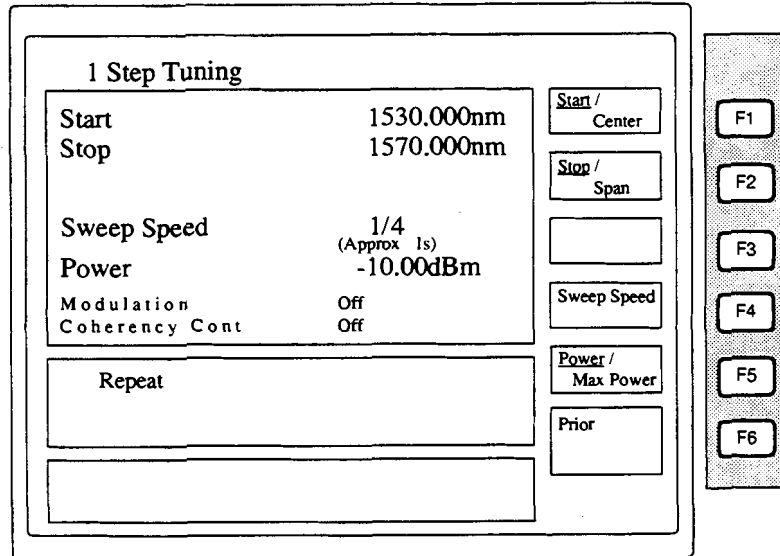 1 Step Tuning
Start 1530.000nm
Stop 1570.000nm
Sweep Speed 1/4
(Approx 1s)
Power -10.00dBm
Modulation Off
Coherency Cont Off
Repeat
Start /
Center
Stop /
Span
Sweep Speed
Power /
Max Power
Prior
F1
F2
F3
F4
F5
F6